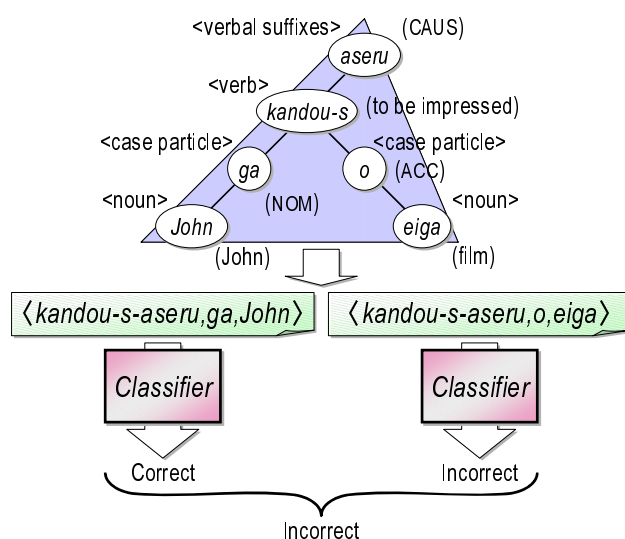 <verbal suffixes>
aseru
(CAUS)
<verb>
kandou-s
(to be impressed)
<case particle>
<case particle>
ga
o
(ACC)
(NOM)
<noun>
<noun>
John
eiga
(John)
(film)
〈kandou-s-aseru,ga,John〉
〈kandou-s-aseru,o,eiga〉
Classifier
Classifier
Correct
Incorrect
Incorrect